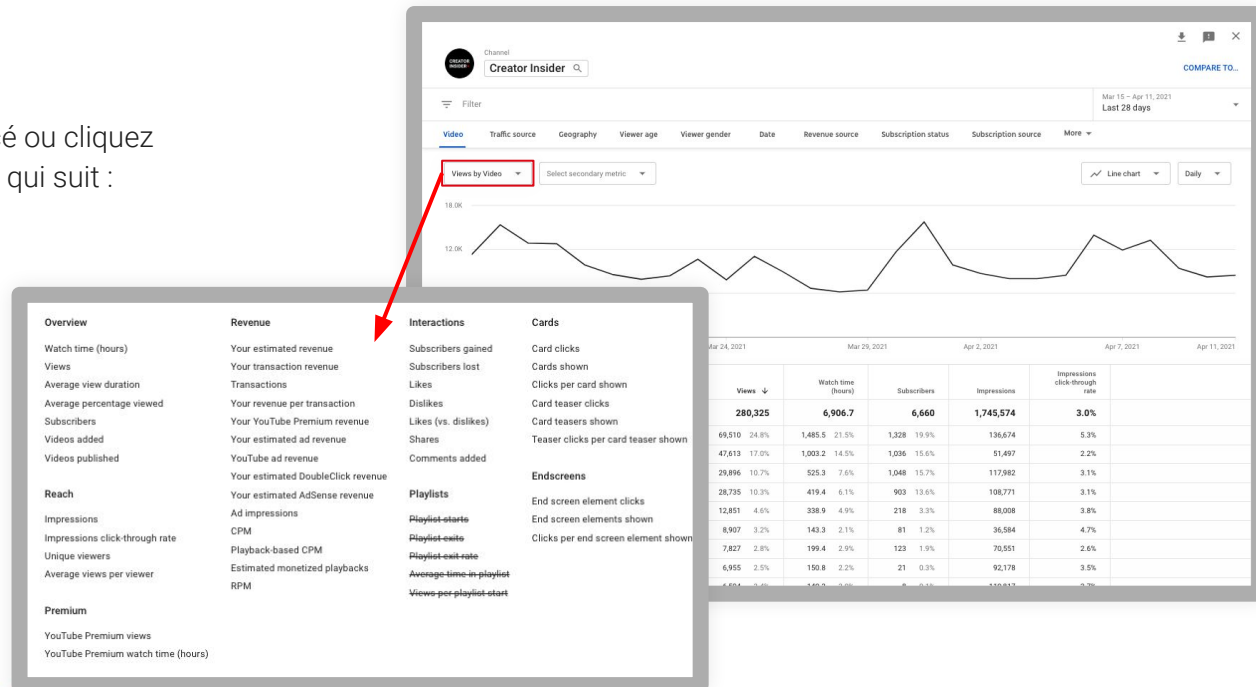 ou cliquez
qui suit :
CREATOR
INSIDER
Channel
Creator Insider
COMPARE TO...
Filter
Mar 15 – Apr 11, 2021
Last 28 days
Video Traffic source Geography Viewer age Viewer gender Date Revenue source Subscription status Subscription source More
Views by Video Select secondary metric Line chart Daily
18.0K
12.0K
Mar 24, 2021 Mar 29, 2021 Apr 2, 2021 Apr 7, 2021 Apr 11, 2021
Views Watch time (hours) Subscribers Impressions Impressions click-through rate
280,325 6,906.7 6,660 1,745,574 3.0%
69,510 24.8% 1,485.5 21.5% 1,328 19.9% 136,674 5.3%
47,613 17.0% 1,003.2 14.5% 1,036 15.6% 51,497 2.2%
29,896 10.7% 525.3 7.6% 1,048 15.7% 117,982 3.1%
28,735 10.3% 419.4 6.1% 903 13.6% 108,771 3.1%
12,851 4.6% 338.9 4.9% 218 3.3% 88,008 3.8%
8,907 3.2% 143.3 2.1% 81 1.2% 36,584 4.7%
7,827 2.8% 199.4 2.9% 123 1.9% 70,551 2.6%
6,955 2.5% 150.8 2.2% 21 0.3% 92,178 3.5%
Overview
Watch time (hours)
Views
Average view duration
Average percentage viewed
Subscribers
Videos added
Videos published
Reach
Impressions
Impressions click-through rate
Unique viewers
Average views per viewer
Premium
YouTube Premium views
YouTube Premium watch time (hours)
Revenue
Your estimated revenue
Your transaction revenue
Transactions
Your revenue per transaction
Your YouTube Premium revenue
Your estimated ad revenue
YouTube ad revenue
Your estimated DoubleClick revenue
Your estimated AdSense revenue
Ad impressions
CPM
Playback-based CPM
Estimated monetized playbacks
RPM
Interactions
Subscribers gained
Subscribers lost
Likes
Dislikes
Likes (vs. dislikes)
Shares
Comments added
Playlists
Playlist starts
Playlist exits
Playlist exit rate
Average time in playlist
Views per playlist start
Cards
Card clicks
Cards shown
Clicks per card shown
Card teaser clicks
Card teasers shown
Teaser clicks per card teaser shown
Endscreens
End screen element clicks
End screen elements shown
Clicks per end screen element shown